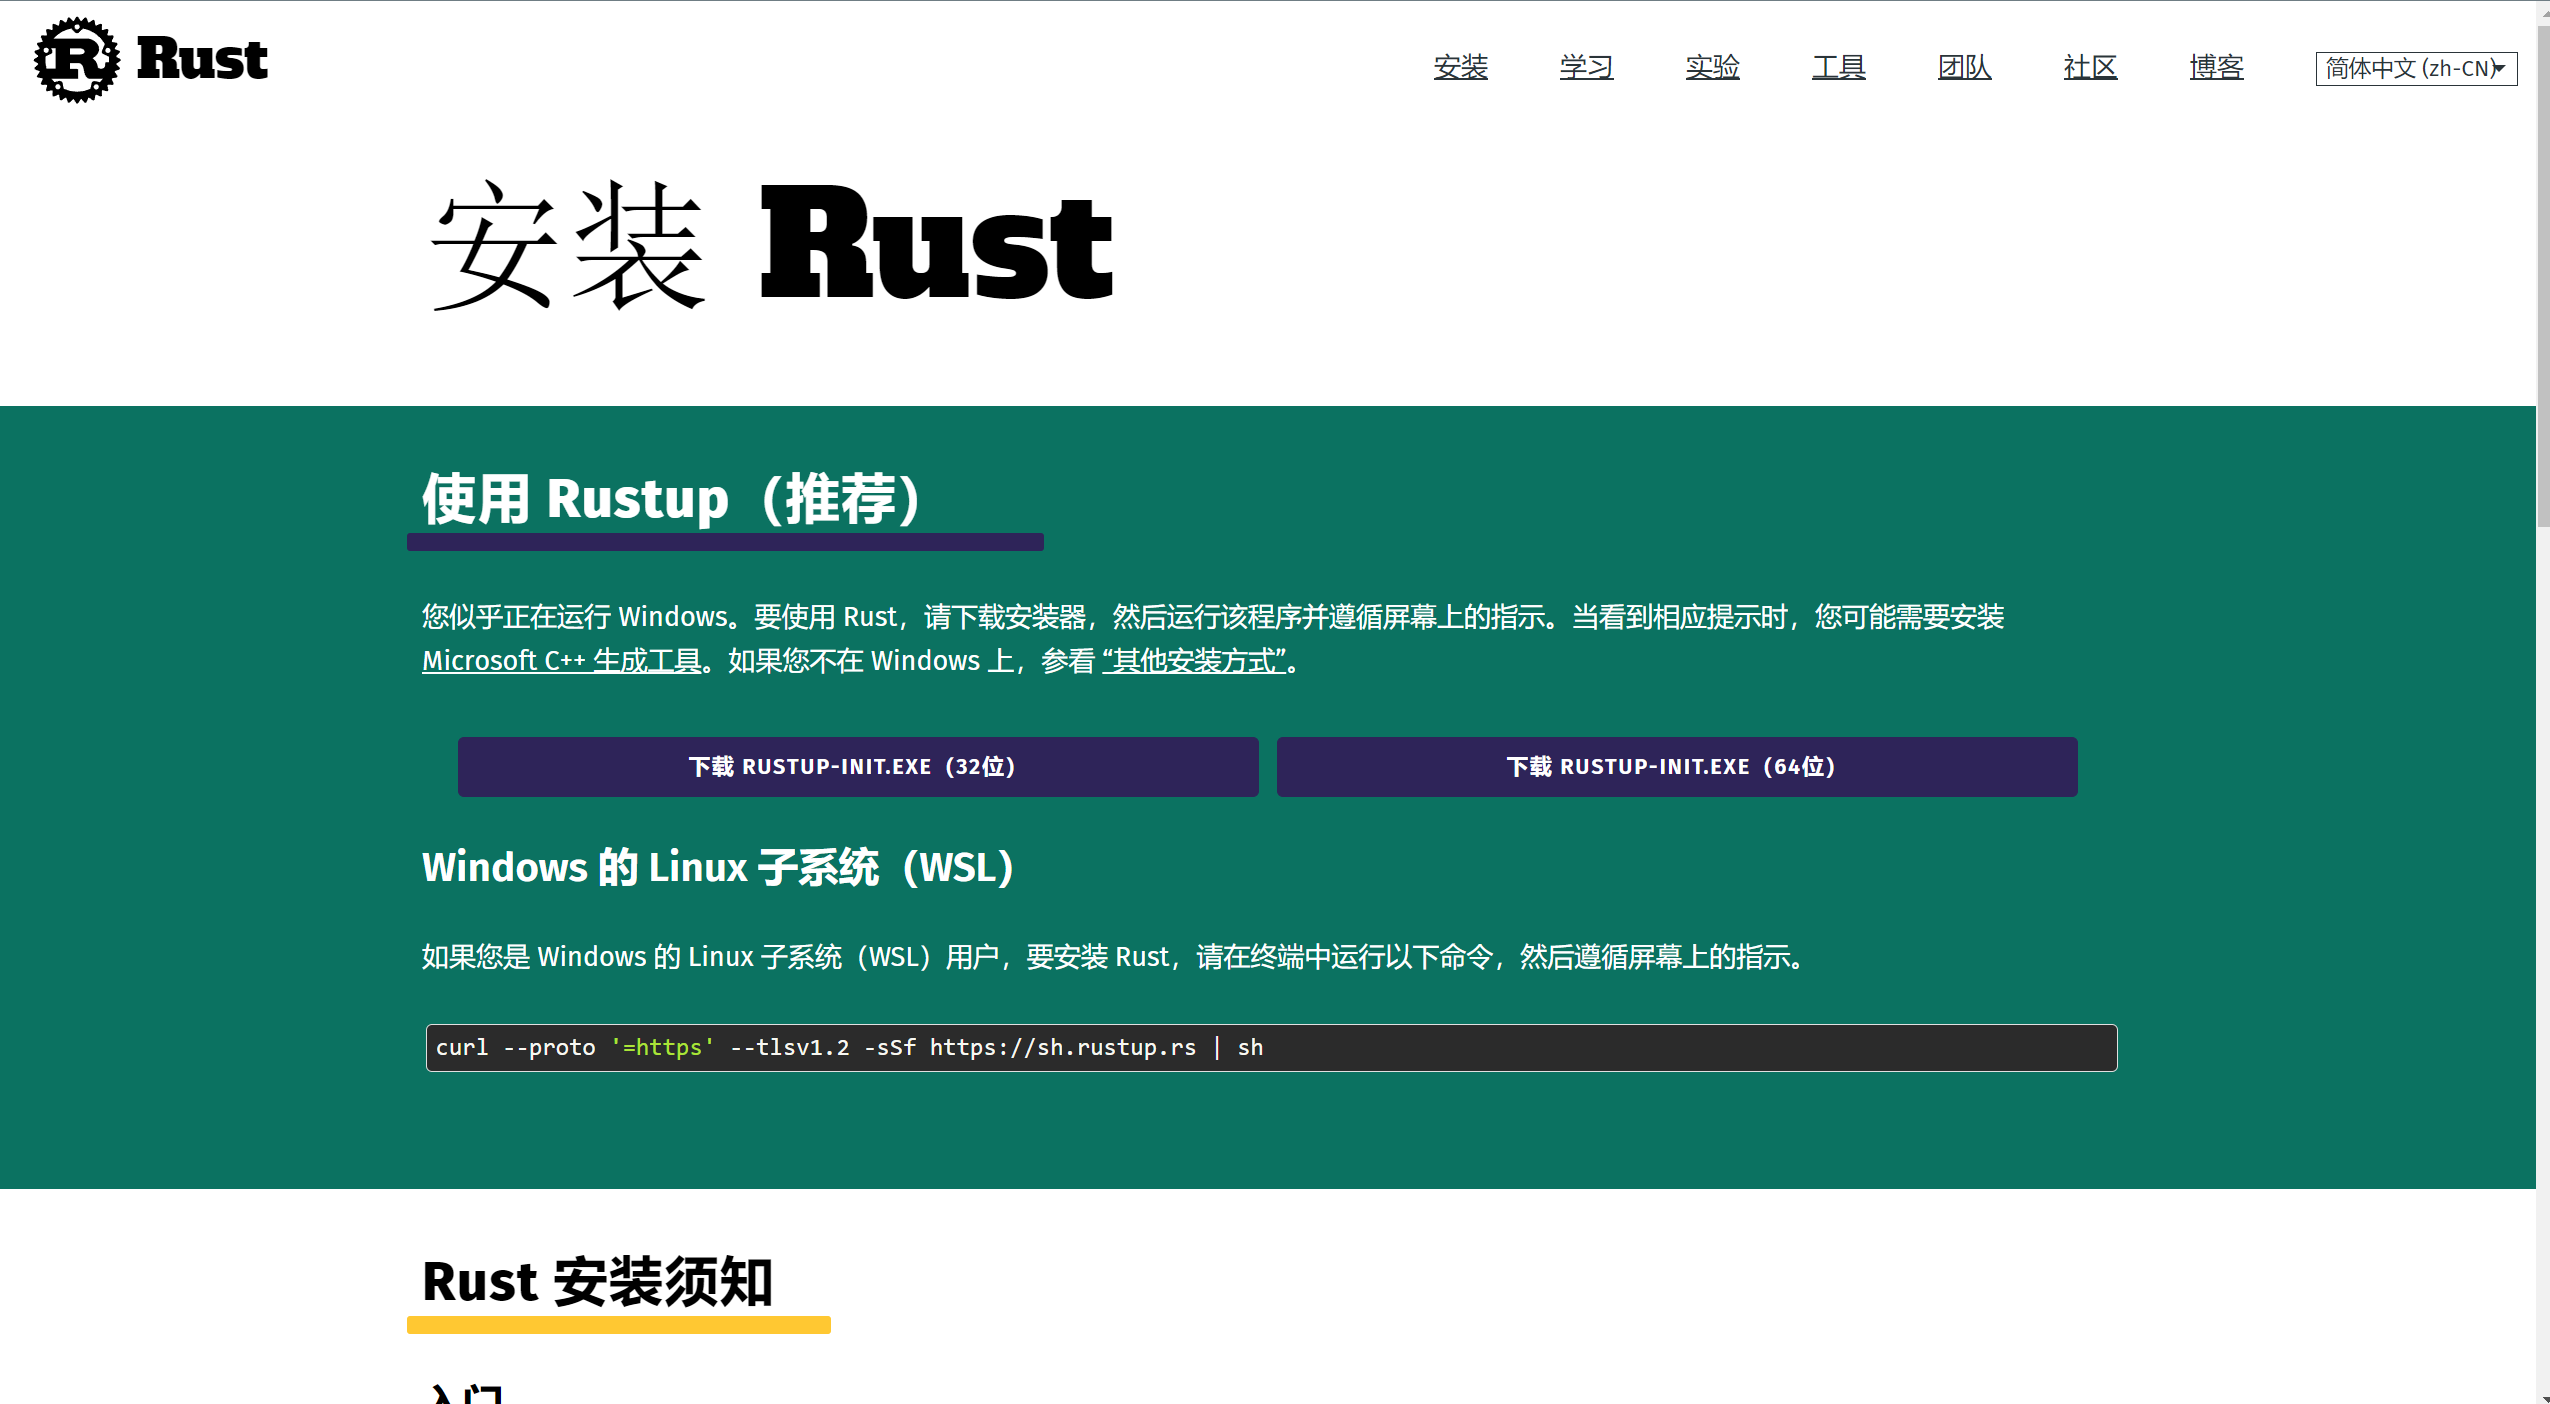 Rust
安装 学习 实验 工具 团队 社区 博客 简体中文 (zh-CN)
安装 Rust
使用 Rustup（推荐）
您似乎正在运行 Windows。要使用 Rust，请下载安装器，然后运行该程序并遵循屏幕上的指示。当看到相应提示时，您可能需要安装
Microsoft C++ 生成工具。如果您不在 Windows 上，参看 “其他安装方式”。
下载 RUSTUP-INIT.EXE（32位） 下载 RUSTUP-INIT.EXE（64位）
Windows 的 Linux 子系统（WSL）
如果您是 Windows 的 Linux 子系统（WSL）用户，要安装 Rust，请在终端中运行以下命令，然后遵循屏幕上的指示。
curl --proto '=https' --tlsv1.2 -sSf https://sh.rustup.rs | sh
Rust 安装须知
入门